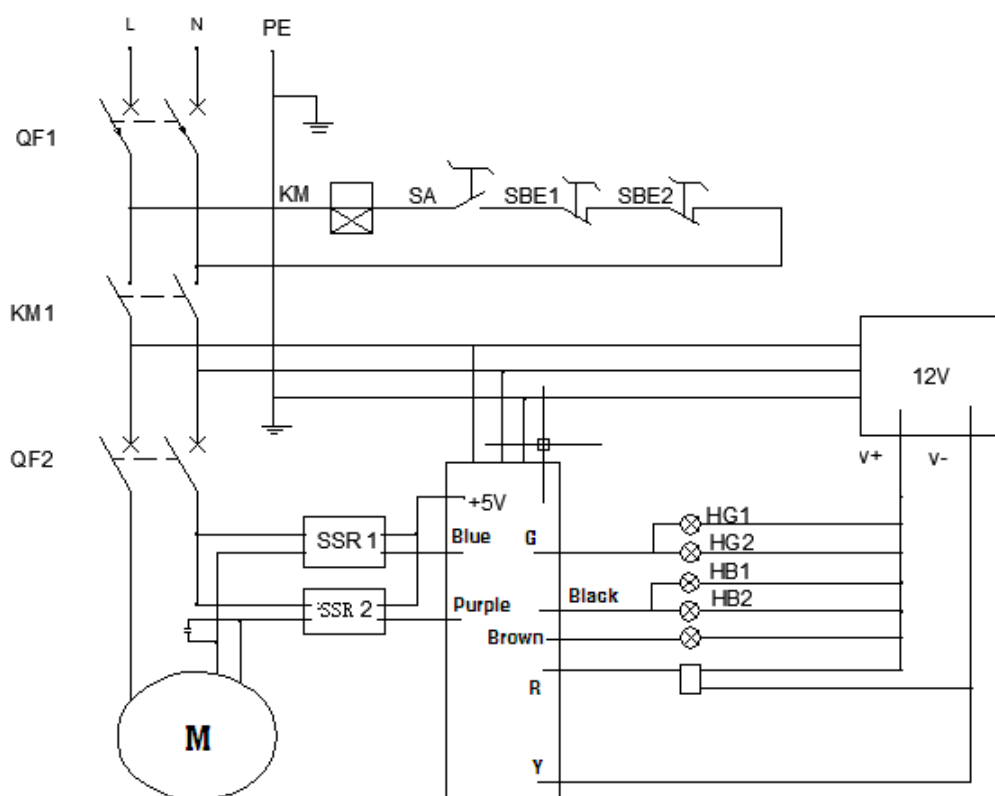 L N PE
QF1
KM SA SBE1 SBE2
KM1
12V
QF2
V+ V-
+5V
HG1
SSR 1 Blue G
HG2
HB1
SSR 2 Purple Black HB2
Brown
R
M
Y